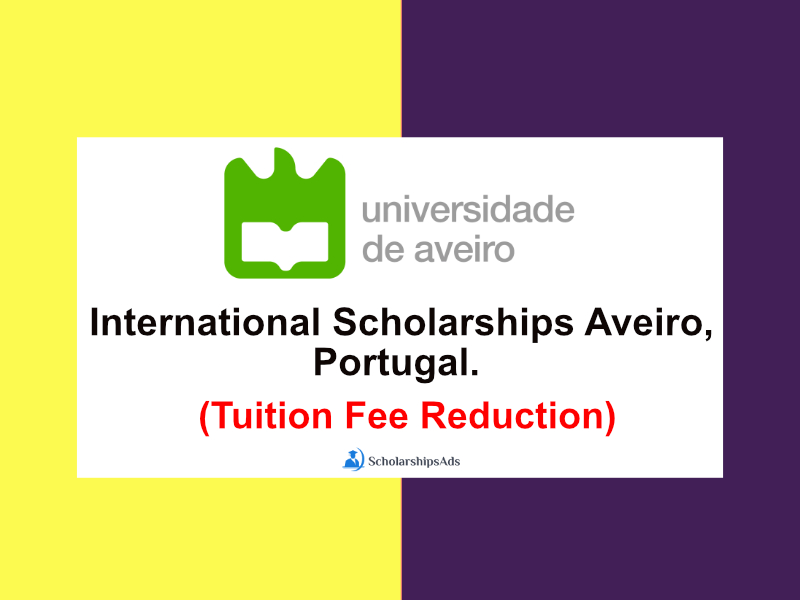 universidade
de aveiro
International Scholarships Aveiro,
Portugal.
(Tuition Fee Reduction)
ScholarshipsAds